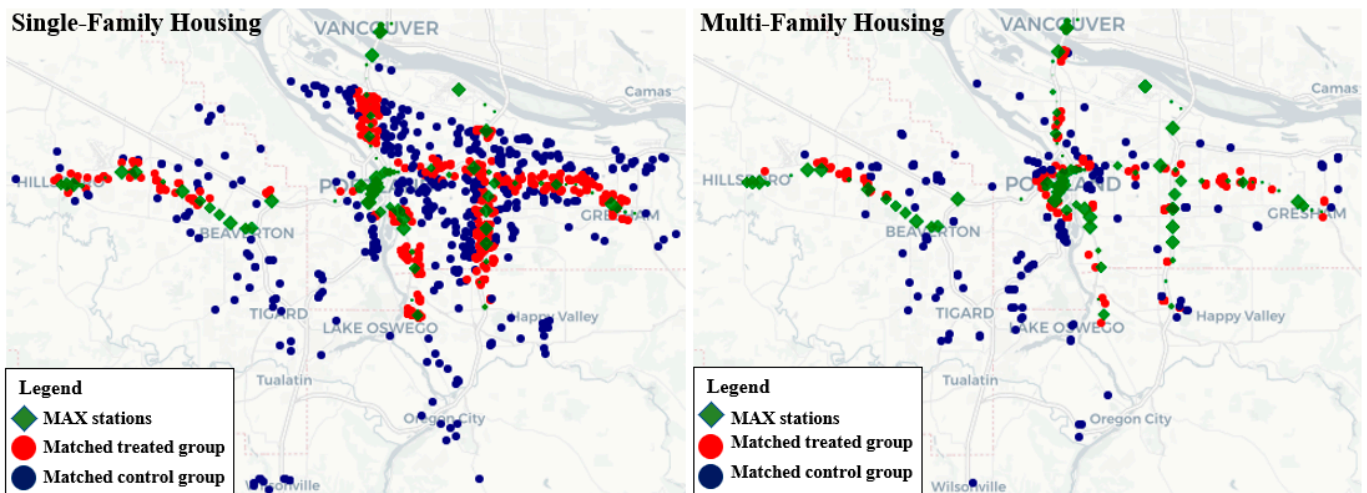 Single-Family Housing
VANCOUVER
Camas
HILLSBORO
PORTLAND
GRESHAM
BEAVERTON
TIGARD
LAKE OSWEGO
Happy Valley
Tualatin
Oregon City
Wilsonville
Legend
MAX stations
Matched treated group
Matched control group
Multi-Family Housing
VANCOUVER
Camas
HILLSBORO
PORTLAND
GRESHAM
BEAVERTON
TIGARD
LAKE OSWEGO
Happy Valley
Tualatin
Oregon City
Wilsonville
Legend
MAX stations
Matched treated group
Matched control group